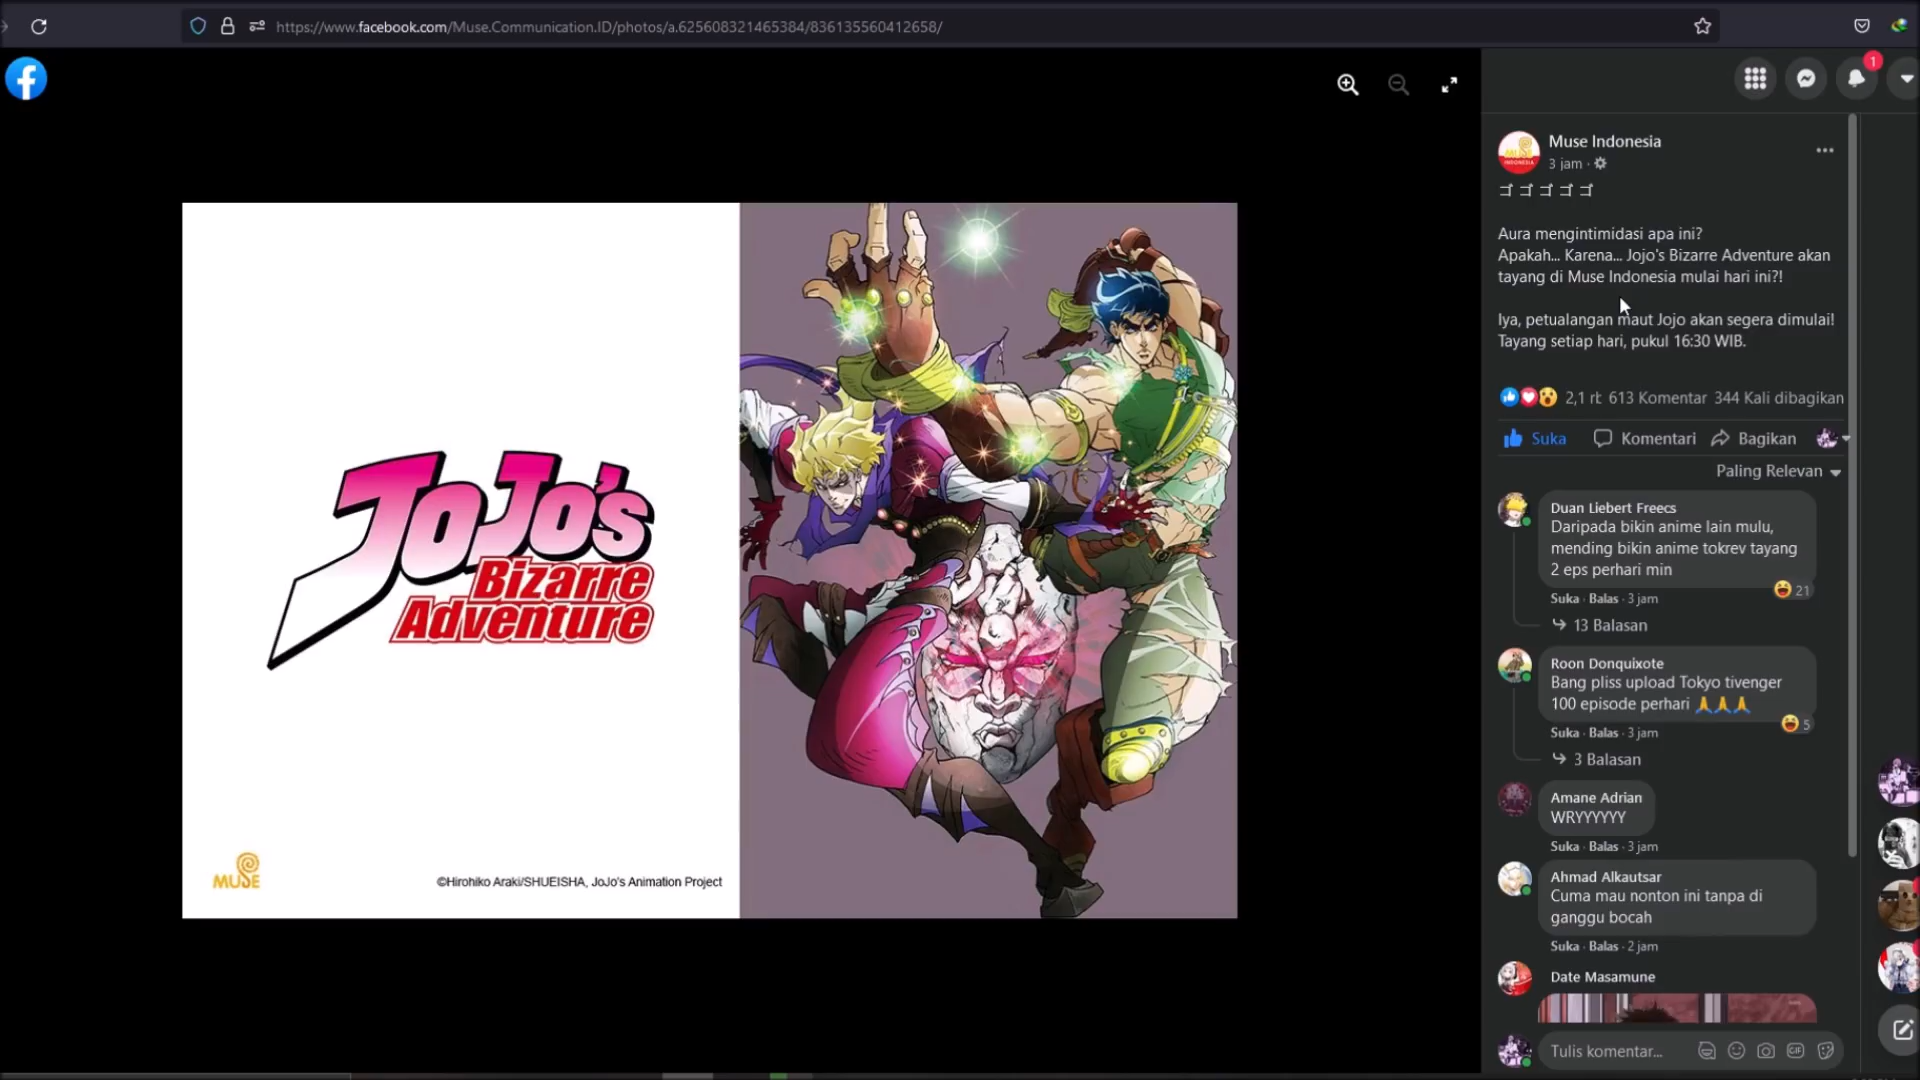 https://www.facebook.com/Muse.Communication.ID/photos/a.625608321465384/836135560412658/
JoJo's
Bizarre
Adventure
MUSE
©Hirohiko Araki/SHUEISHA, JoJo's Animation Project
1
MUSE
INDONESIA
Muse Indonesia
3 jam ·
ゴ ゴ ゴ ゴ ゴ
Aura mengintimidasi apa ini?
Apakah... Karena... Jojo's Bizarre Adventure akan
tayang di Muse Indonesia mulai hari ini?!
Iya, petualangan maut Jojo akan segera dimulai!
Tayang setiap hari, pukul 16:30 WIB.
2,1 rb 613 Komentar 344 Kali dibagikan
Suka Komentari Bagikan
Paling Relevan
Duan Liebert Freecs
Daripada bikin anime lain mulu,
mending bikin anime tokrev tayang
2 eps perhari min
21
Suka · Balas · 3 jam
13 Balasan
Roon Donquixote
Bang pliss upload Tokyo tivenger
100 episode perhari 🙏🙏🙏
5
Suka · Balas · 3 jam
3 Balasan
Amane Adrian
WRYYYYYY
Suka · Balas · 3 jam
Ahmad Alkautsar
Cuma mau nonton ini tanpa di
ganggu bocah
Suka · Balas · 2 jam
Date Masamune
Tulis komentar...
GIF